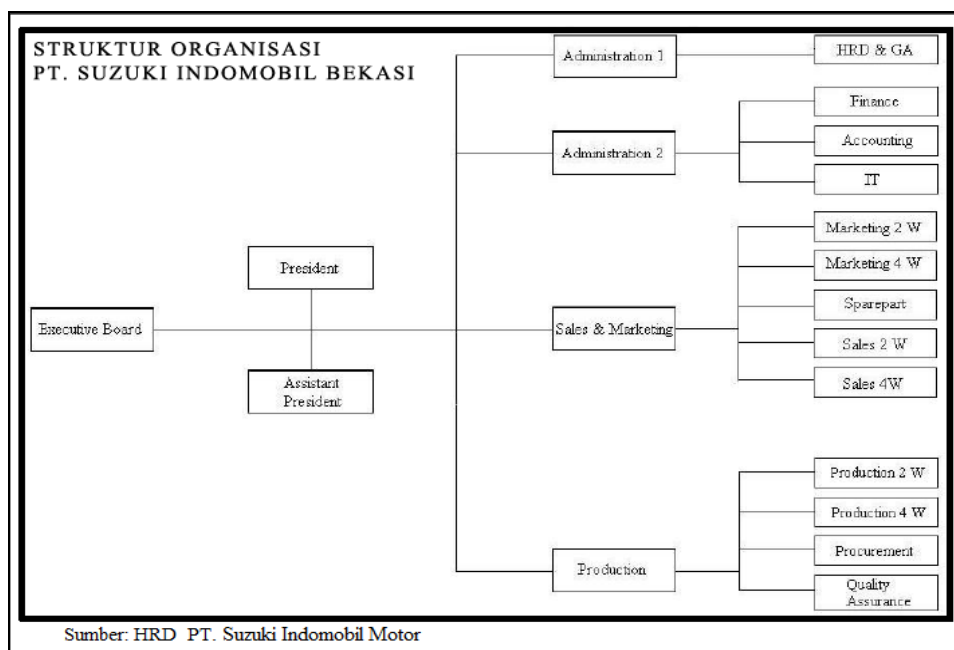 STRUKTUR ORGANISASI
PT. SUZUKI INDOMOBIL BEKASI
Executive Board
President
Assistant
President
Administration 1
HRD & GA
Administration 2
Finance
Accounting
IT
Sales & Marketing
Marketing 2 W
Marketing 4 W
Sparepart
Sales 2 W
Sales 4W
Production
Production 2 W
Production 4 W
Procurement
Quality
Assurance
Sumber: HRD PT. Suzuki Indomobil Motor